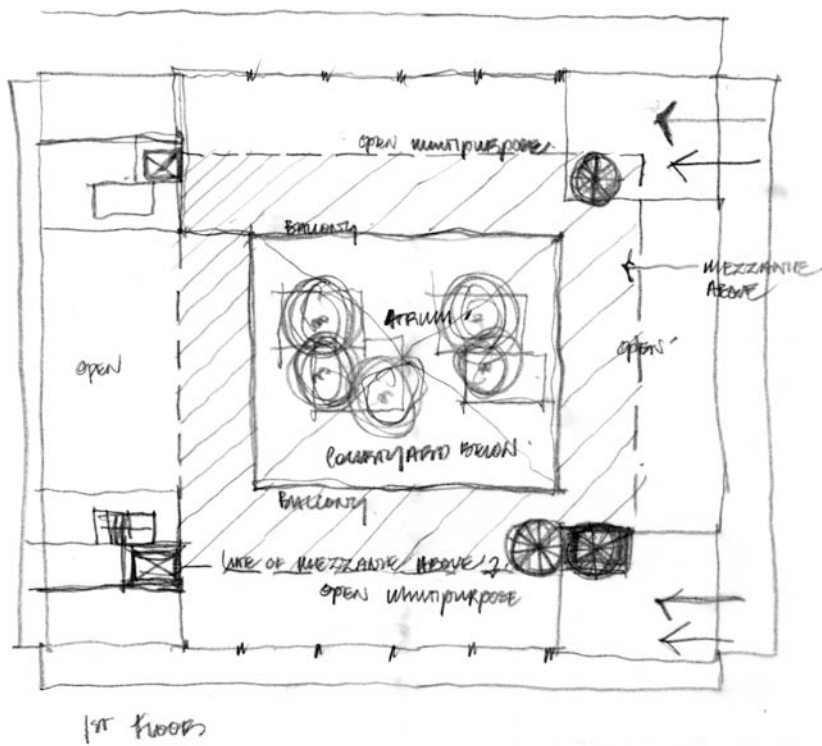 OPEN MULTIPURPOSE
BALCONY
MEZZANINE
ABOVE
ATRIUM
OPEN
OPEN
COURTYARD BELOW
BALCONY
LINE OF MEZZANINE ABOVE
OPEN MULTIPURPOSE
1ST FLOOR